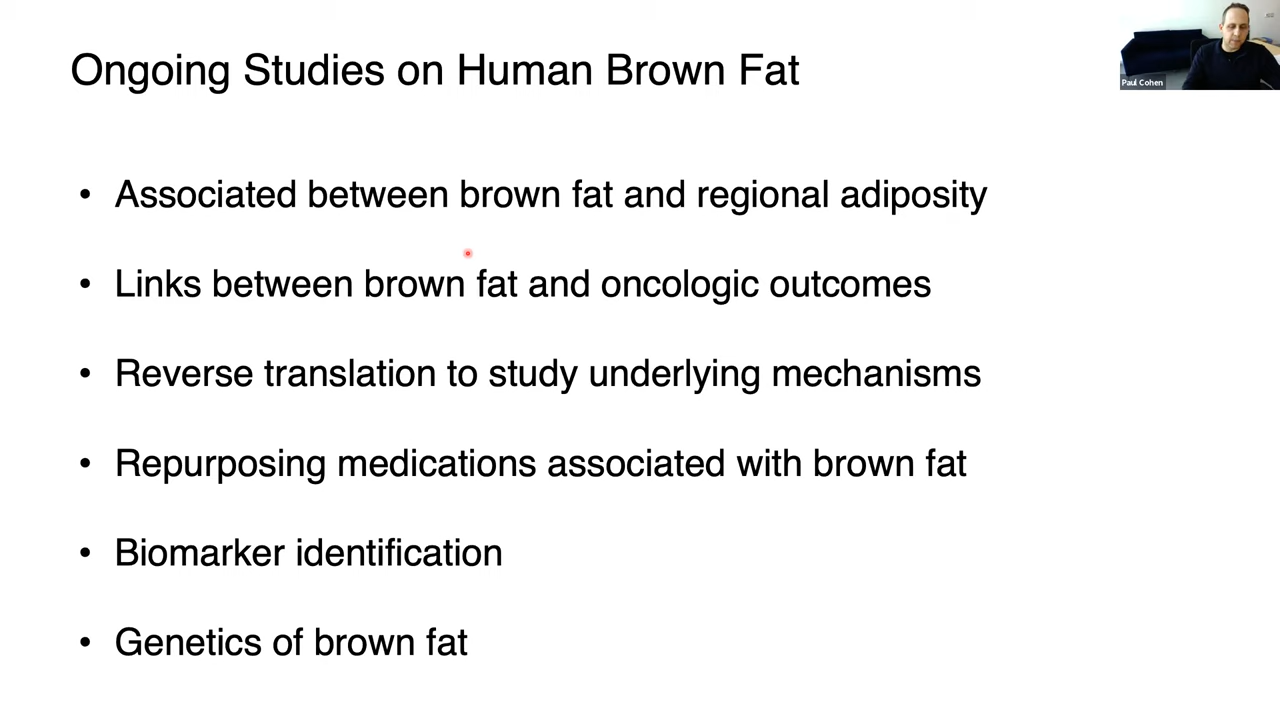 Ongoing Studies on Human Brown Fat
Paul Cohen
• Associated between brown fat and regional adiposity
• Links between brown fat and oncologic outcomes
• Reverse translation to study underlying mechanisms
• Repurposing medications associated with brown fat
• Biomarker identification
• Genetics of brown fat